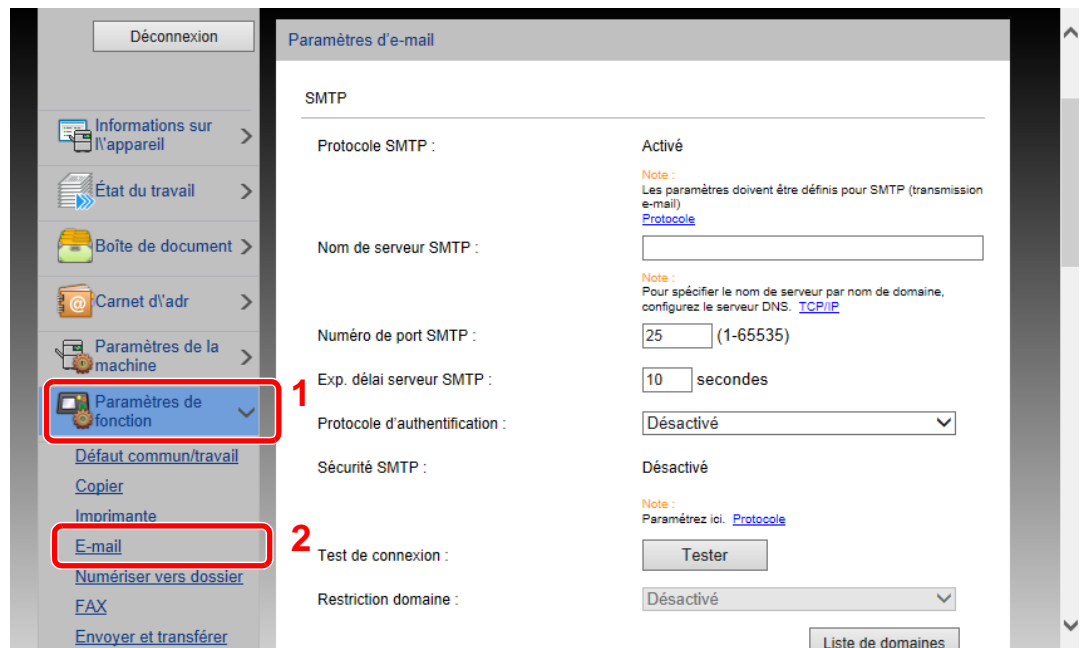 Déconnexion
Informations sur
l\'appareil
État du travail
Boîte de document
Carnet d\'adr
Paramètres de la
machine
Paramètres de
fonction
1
Défaut commun/travail
Copier
Imprimante
E-mail
2
Numériser vers dossier
FAX
Envoyer et transférer
Paramètres d'e-mail
SMTP
Protocole SMTP :
Activé
Note :
Les paramètres doivent être définis pour SMTP (transmission
e-mail)
Protocole
Nom de serveur SMTP :
Note :
Pour spécifier le nom de serveur par nom de domaine,
configurez le serveur DNS. TCP/IP
Numéro de port SMTP :
25 (1-65535)
Exp. délai serveur SMTP :
10 secondes
Protocole d'authentification :
Désactivé
Sécurité SMTP :
Désactivé
Note :
Paramétrez ici. Protocole
Test de connexion :
Tester
Restriction domaine :
Désactivé
Liste de domaines